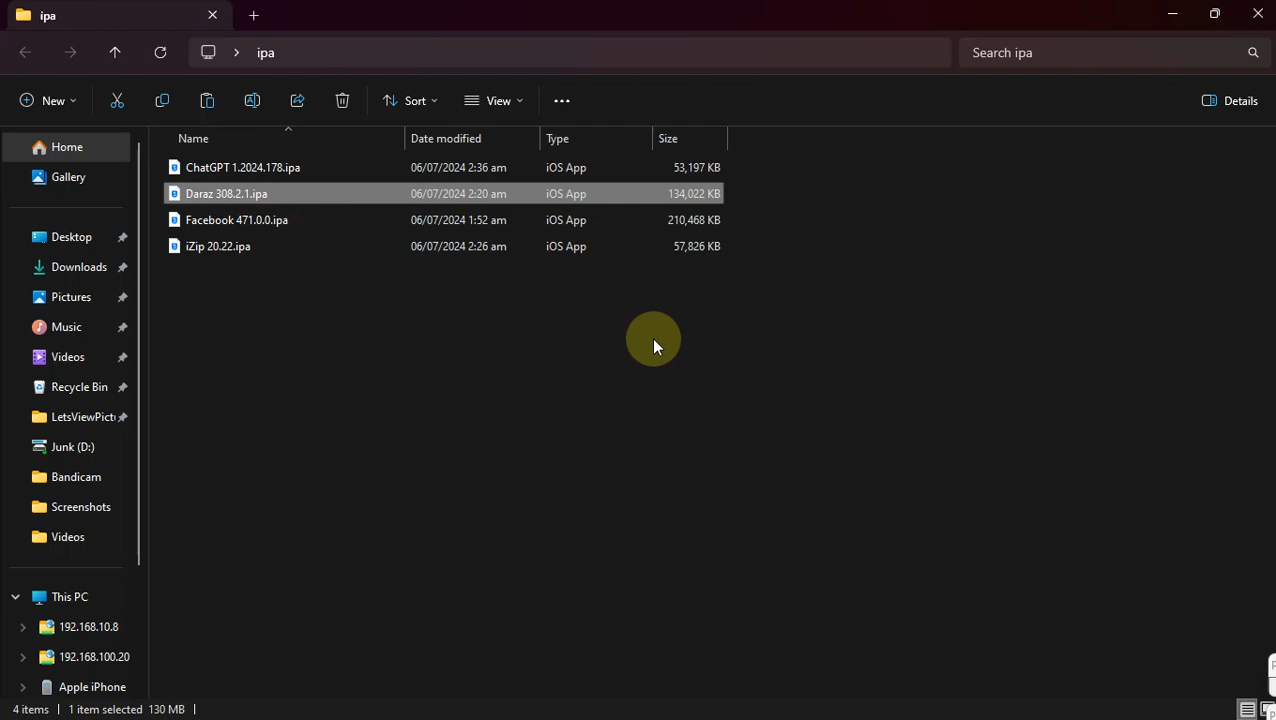 ipa
ipa
Search ipa
New
Sort
View
Details
Home
Gallery
Desktop
Downloads
Pictures
Music
Videos
Recycle Bin
LetsViewPictu
Junk (D:)
Bandicam
Screenshots
Videos
This PC
192.168.10.8
192.168.100.20
Apple iPhone
Name Date modified Type Size
ChatGPT 1.2024.178.ipa 06/07/2024 2:36 am iOS App 53,197 KB
Daraz 308.2.1.ipa 06/07/2024 2:20 am iOS App 134,022 KB
Facebook 471.0.0.ipa 06/07/2024 1:52 am iOS App 210,468 KB
iZip 20.22.ipa 06/07/2024 2:26 am iOS App 57,826 KB
4 items 1 item selected 130 MB